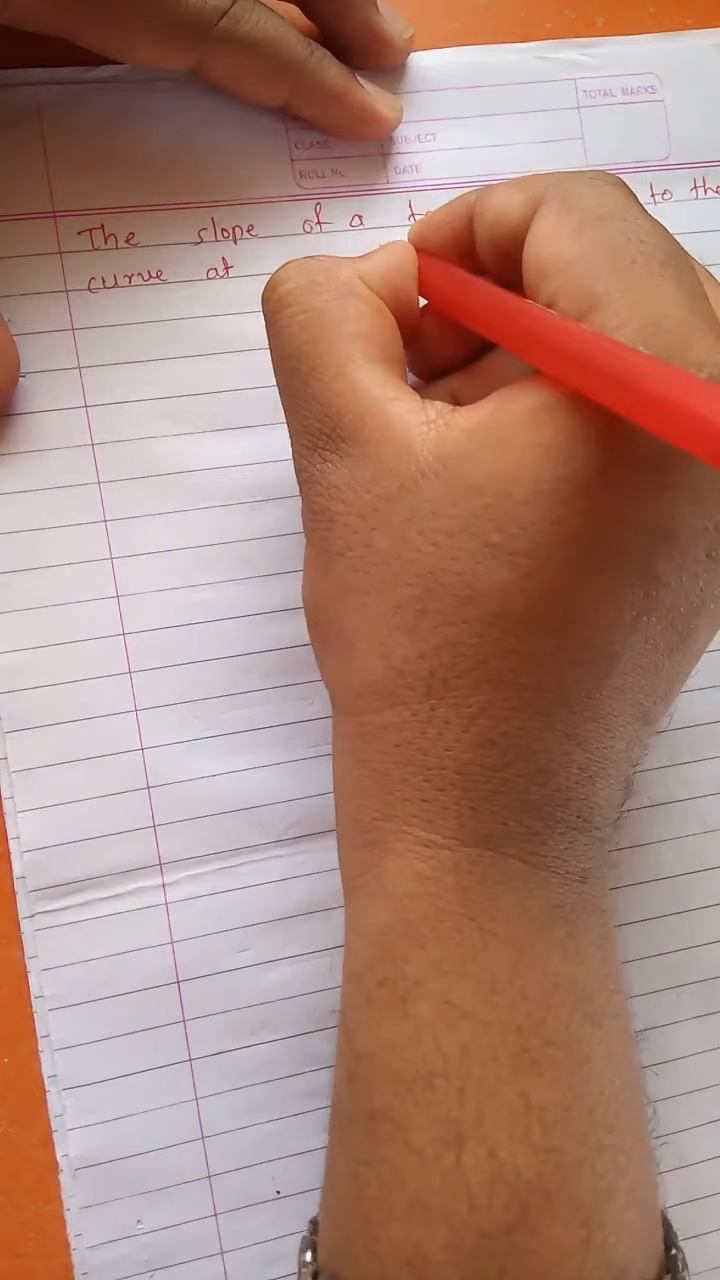 TOTAL MARKS
CLASS SUBJECT
ROLL No. DATE
The slope of a to the
curve at